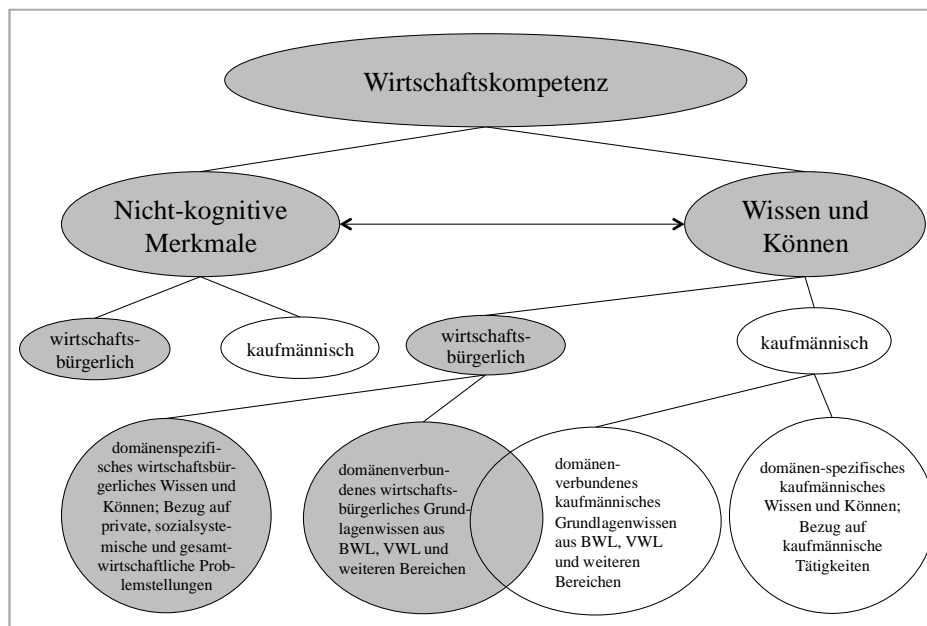 Wirtschaftskompetenz
Nicht-kognitive
Merkmale
Wissen und
Können
wirtschafts-
bürgerlich
kaufmännisch
wirtschafts-
bürgerlich
kaufmännisch
domänenspezifi-
sches wirtschaftsbür-
gerliches Wissen und
Können; Bezug auf
private, sozialsyste-
mische und gesamt-
wirtschaftliche Prob-
lemstellungen
domänenverbun-
denes wirtschafts-
bürgerliches Grund-
lagenwissen aus
BWL, VWL und
weiteren Bereichen
domänen-
verbundenes
kaufmännisches
Grundlagenwissen
aus BWL, VWL
und weiteren
Bereichen
domänen-spezifisches
kaufmännisches
Wissen und Können;
Bezug auf
kaufmännische
Tätigkeiten